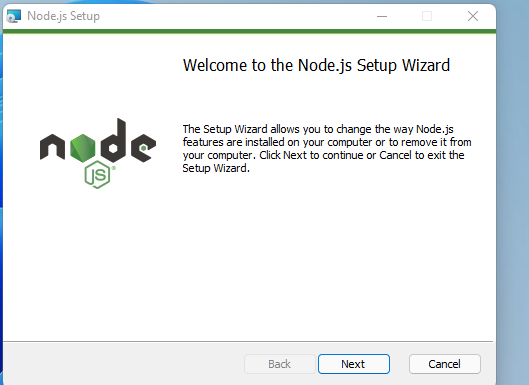 Node.js Setup
Welcome to the Node.js Setup Wizard
node
JS®
The Setup Wizard allows you to change the way Node.js
features are installed on your computer or to remove it from
your computer. Click Next to continue or Cancel to exit the
Setup Wizard.
Back Next Cancel